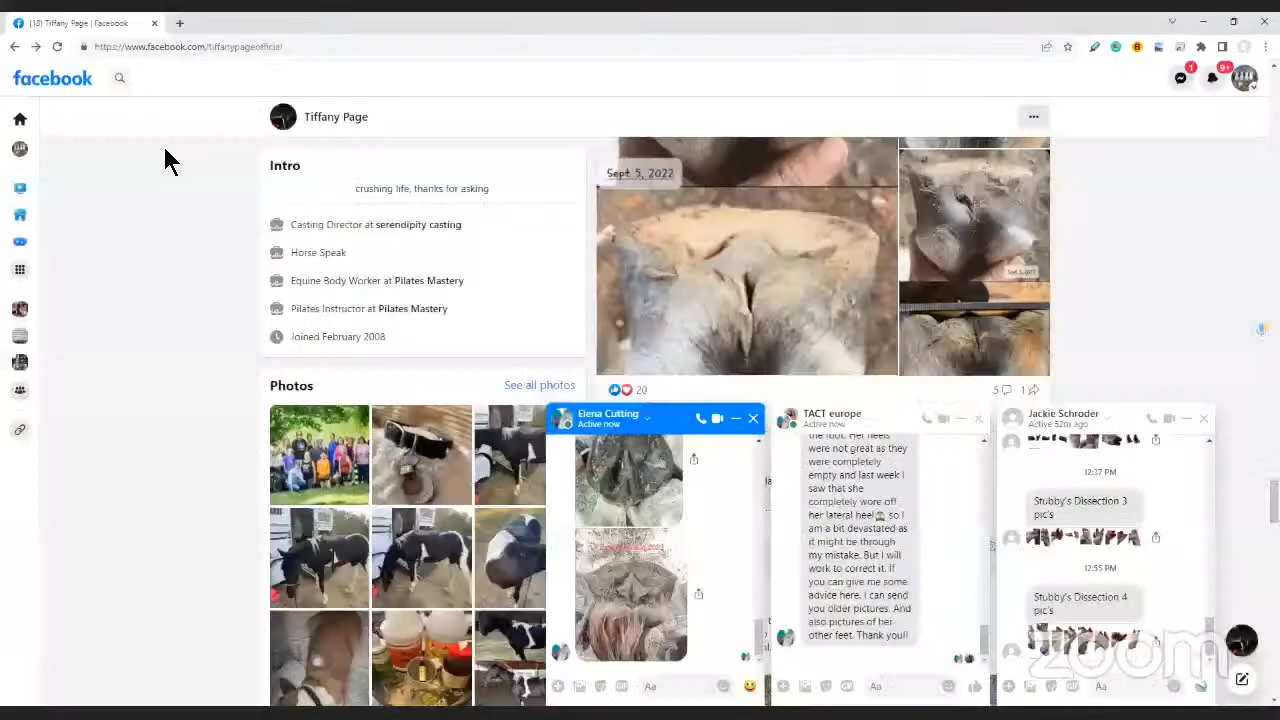 (18) Tiffany Page | Facebook
https://www.facebook.com/tiffanypageofficial
facebook
1
9+
Tiffany Page
Intro
crushing life, thanks for asking
Casting Director at serendipity casting
Horse Speak
Equine Body Worker at Pilates Mastery
Pilates Instructor at Pilates Mastery
Joined February 2008
Photos
See all photos
Sept 5, 2022
20
5
1
Elena Cutting
Active now
Aa
TACT europe
Active now
the foot. Her heels
were not great as they
were completely
empty and last week I
saw that she
completely wore off
her lateral heel🤦 so I
am a bit devastated as
it might be through
my mistake. But I will
work to correct it. If
you can give me some
advice here. I can send
you older pictures. And
also pictures of her
other feet. Thank you!!
Aa
Jackie Schroder
Active 52m ago
12:37 PM
Stubby's Dissection 3
pic's
12:55 PM
Stubby's Dissection 4
pic's
Aa
zoom